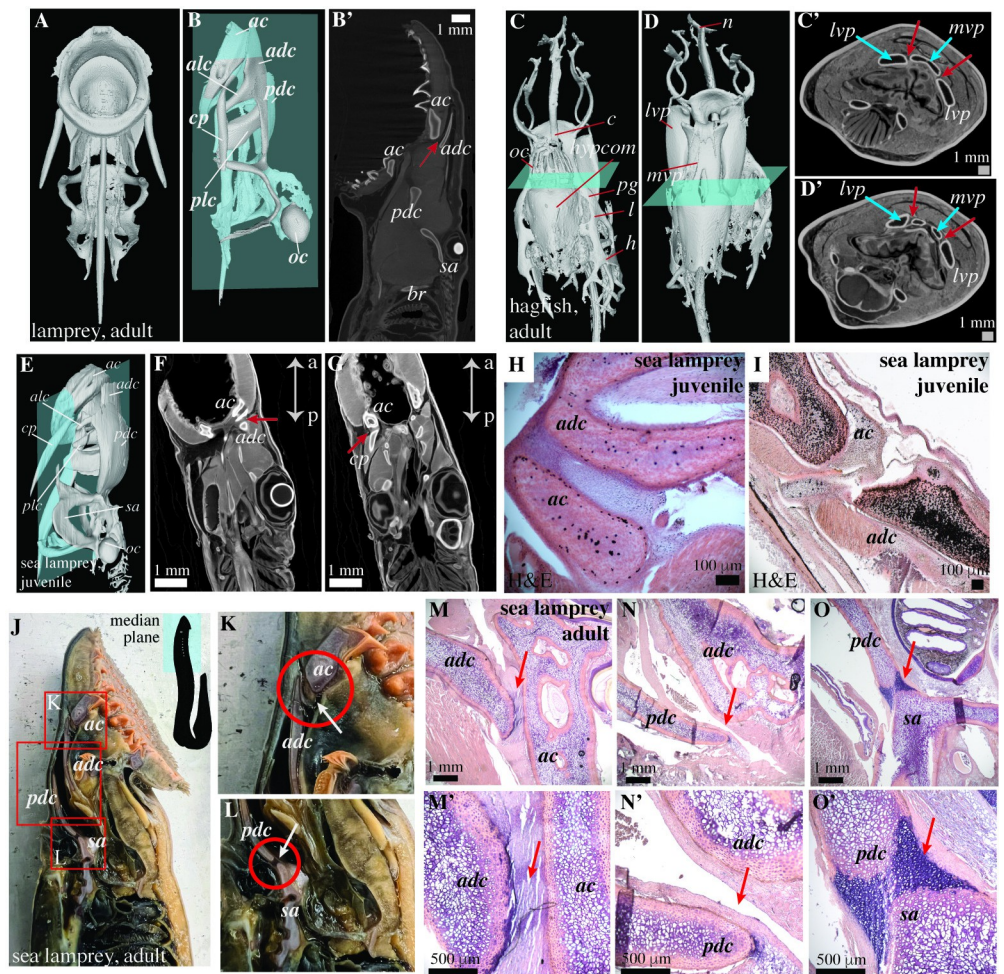 A
lamprey, adult
B
ac
adc
alc
pdc
cp
plc
oc
B'
1 mm
ac
ac
adc
pdc
sa
br
C
lvp
oc
c
hypcom
mvp
pg
l
h
hagfish,
adult
D
n
C'
lvp
mvp
lvp
1 mm
D'
lvp
mvp
lvp
1 mm
E
ac
adc
alc
cp
pdc
plc
sa
oc
sea lamprey
juvenile
F
a
p
ac
adc
1 mm
G
a
p
ac
cp
1 mm
H
sea lamprey
juvenile
adc
ac
H&E
100 μm
I
sea lamprey
juvenile
ac
adc
H&E
100 μm
J
median
plane
K
ac
adc
pdc
sa
L
sea lamprey, adult
K
ac
adc
L
pdc
sa
M
sea lamprey
adult
adc
ac
1 mm
N
adc
pdc
1 mm
O
pdc
sa
1 mm
M'
adc
ac
500 μm
N'
adc
pdc
500 μm
O'
pdc
sa
500 μm